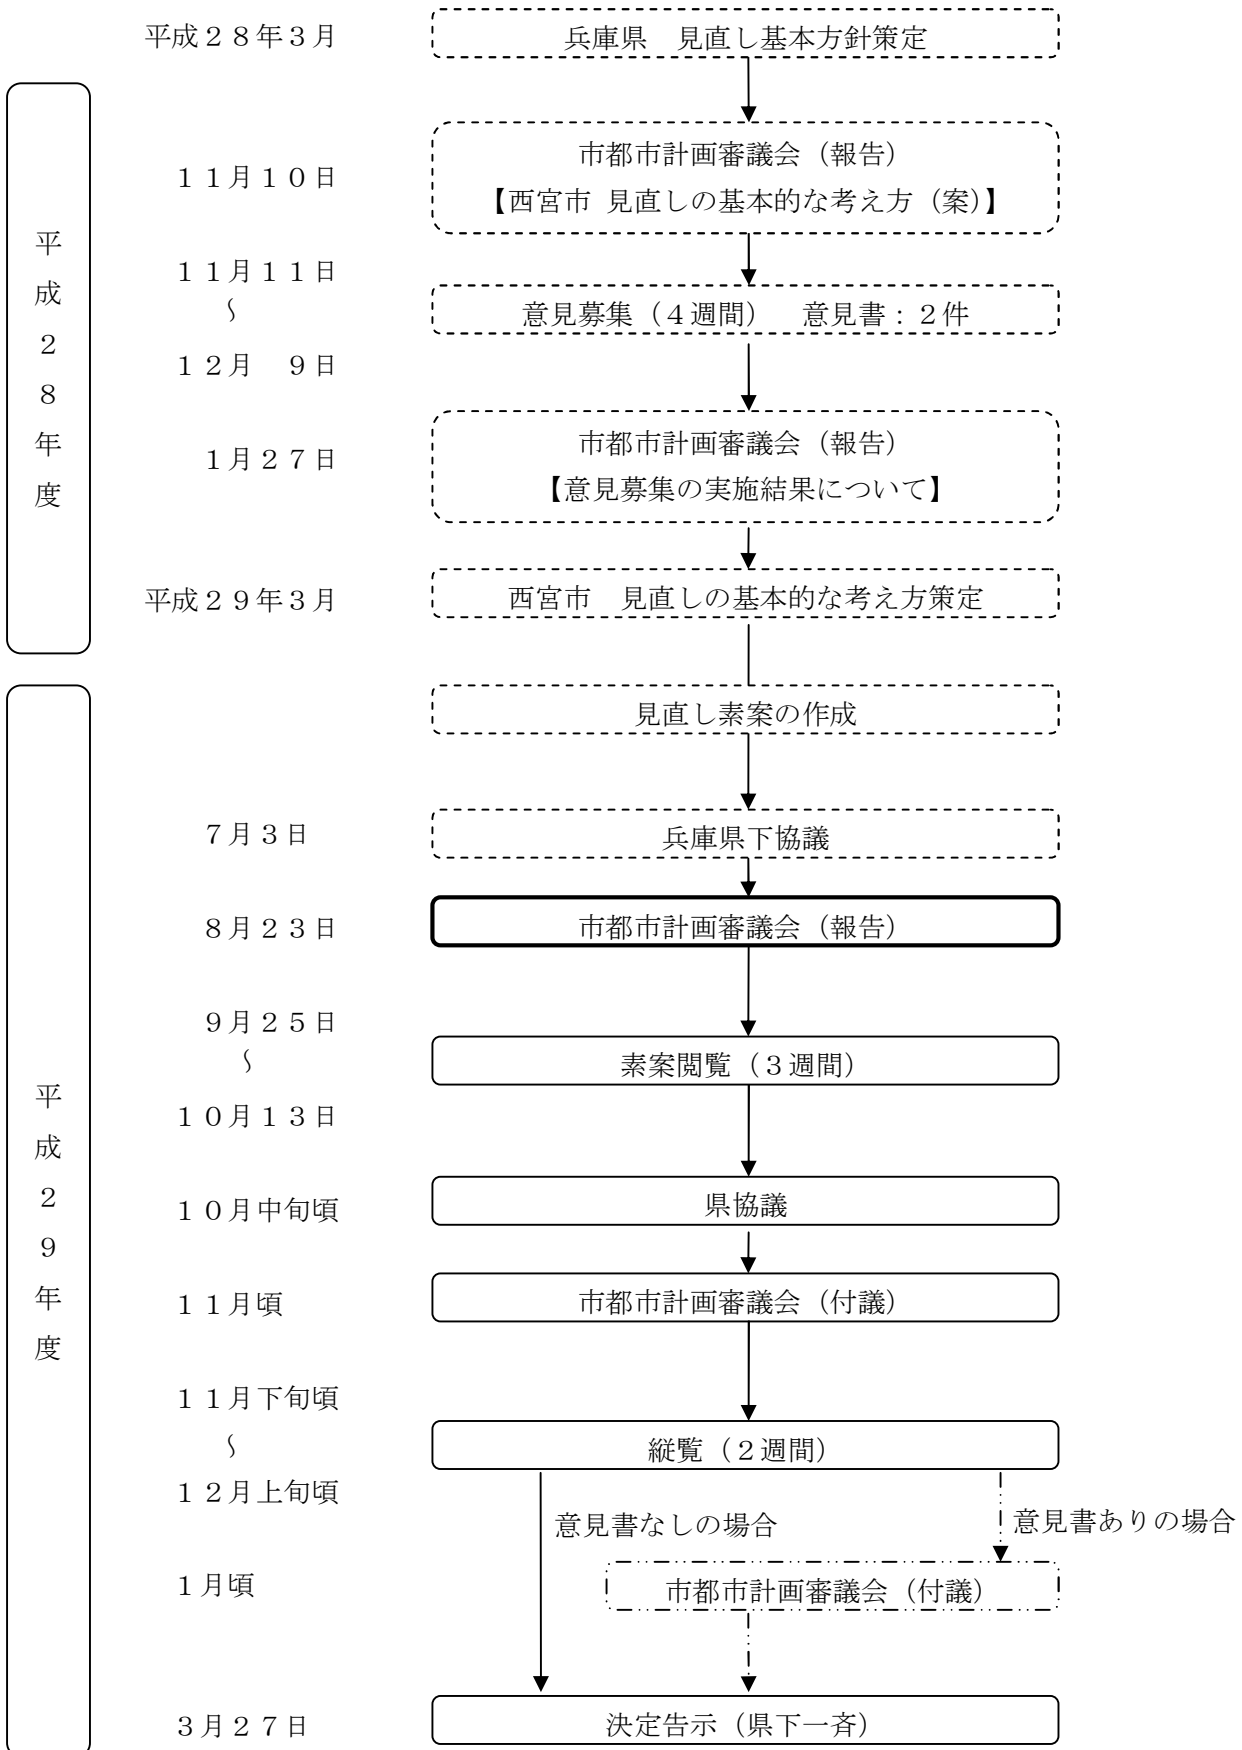 平成２８年３月
兵庫県　見直し基本方針策定
平成２８年度
１１月１０日
市都市計画審議会（報告）
【西宮市 見直しの基本的な考え方（案）】
１１月１１日
～
１２月　９日
意見募集（４週間）　意見書：２件
１月２７日
市都市計画審議会（報告）
【意見募集の実施結果について】
平成２９年３月
西宮市　見直しの基本的な考え方策定
平成２９年度
見直し素案の作成
７月３日
兵庫県下協議
８月２３日
市都市計画審議会（報告）
９月２５日
～
１０月１３日
素案閲覧（３週間）
１０月中旬頃
県協議
１１月頃
市都市計画審議会（付議）
１１月下旬頃
～
１２月上旬頃
縦覧（２週間）
意見書なしの場合
意見書ありの場合
１月頃
市都市計画審議会（付議）
３月２７日
決定告示（県下一斉）